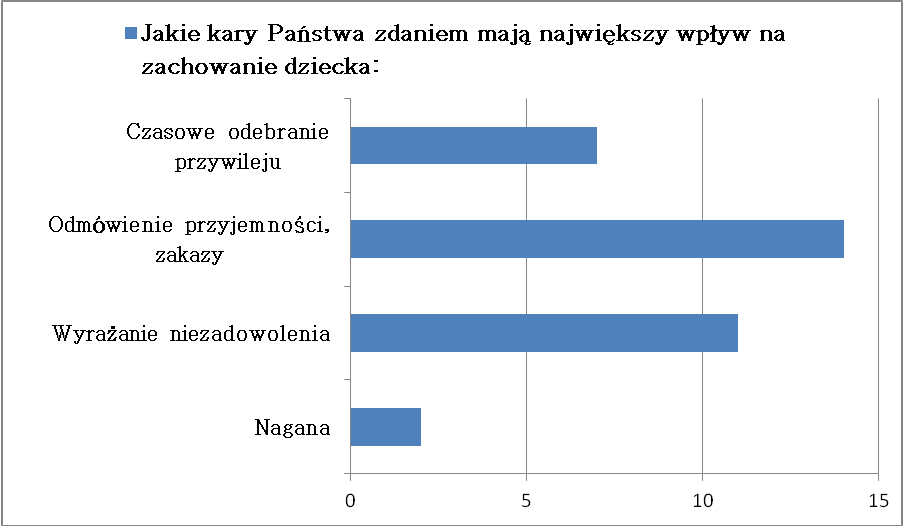 Jakie kary Państwa zdaniem mają największy wpływ na
zachowanie dziecka:
Czasowe odebranie
przywileju
Odmówienie przyjemności,
zakazy
Wyrażanie niezadowolenia
Nagana
0 5 10 15